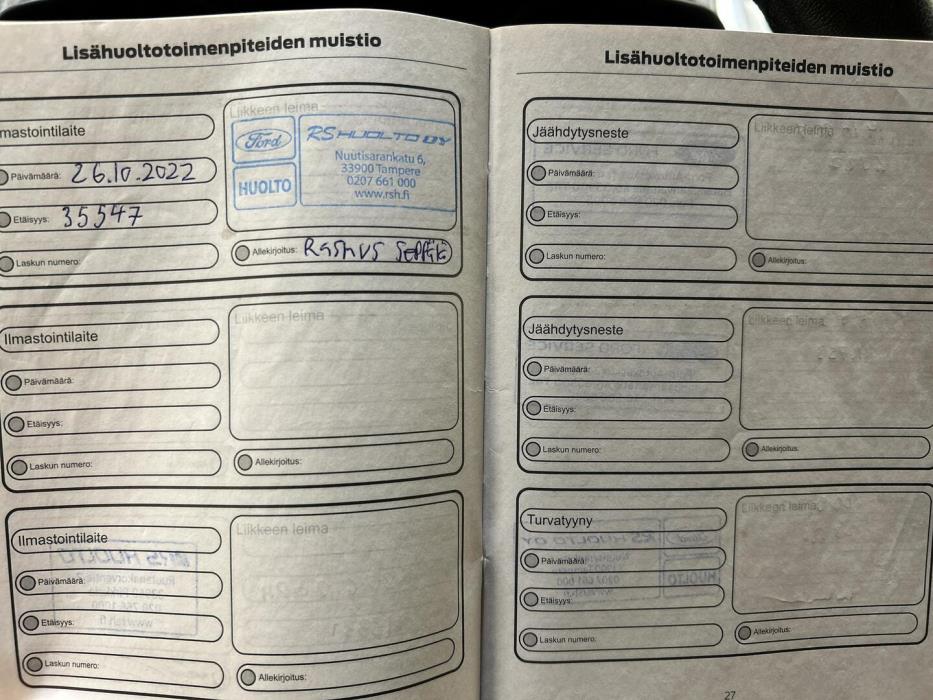 Lisähuoltotoimenpiteiden muistio
mastointilaite
Päivämäärä: 26.10.2022
Etäisyys: 35547
Laskun numero:
Liikkeen leima
Ford
HUOLTO
RS HUOLTO OY
Nuutisarankatu 6,
33900 Tampere
0207 661 000
www.rsh.fi
Allekirjoitus: Rasmus
Ilmastointilaite
Päivämäärä:
Etäisyys:
Laskun numero:
Liikkeen leima
Allekirjoitus:
Ilmastointilaite
Päivämäärä:
Etäisyys:
Laskun numero:
Liikkeen leima
Allekirjoitus:
Lisähuoltotoimenpiteiden muistio
Jäähdytysneste
Päivämäärä:
Etäisyys:
Laskun numero:
Liikkeen leima
Allekirjoitus:
Jäähdytysneste
Päivämäärä:
Etäisyys:
Laskun numero:
Liikkeen leima
Allekirjoitus:
Turvatyyny
Päivämäärä:
Etäisyys:
Laskun numero:
Liikkeen leima
Allekirjoitus:
27